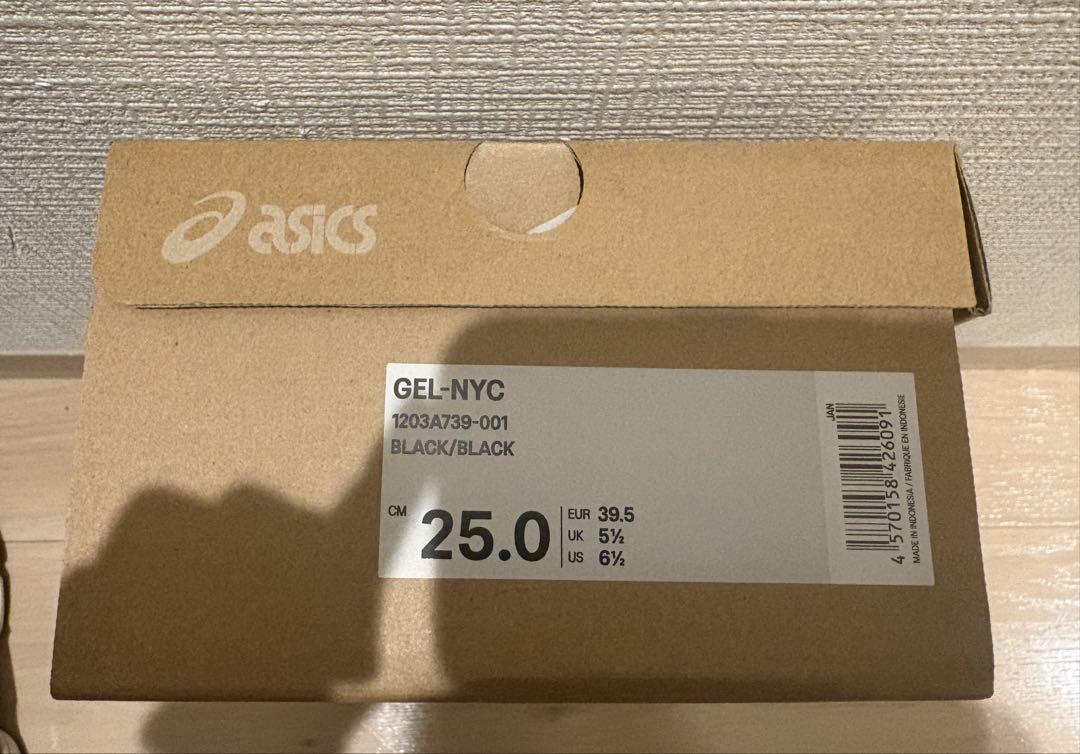 asics
GEL-NYC
1203A739-001
BLACK/BLACK
CM 25.0
EUR 39.5
UK 5½
US 6½
JAN
4 570158 426091
MADE IN INDONESIA / FABRIQUE EN INDONESIE